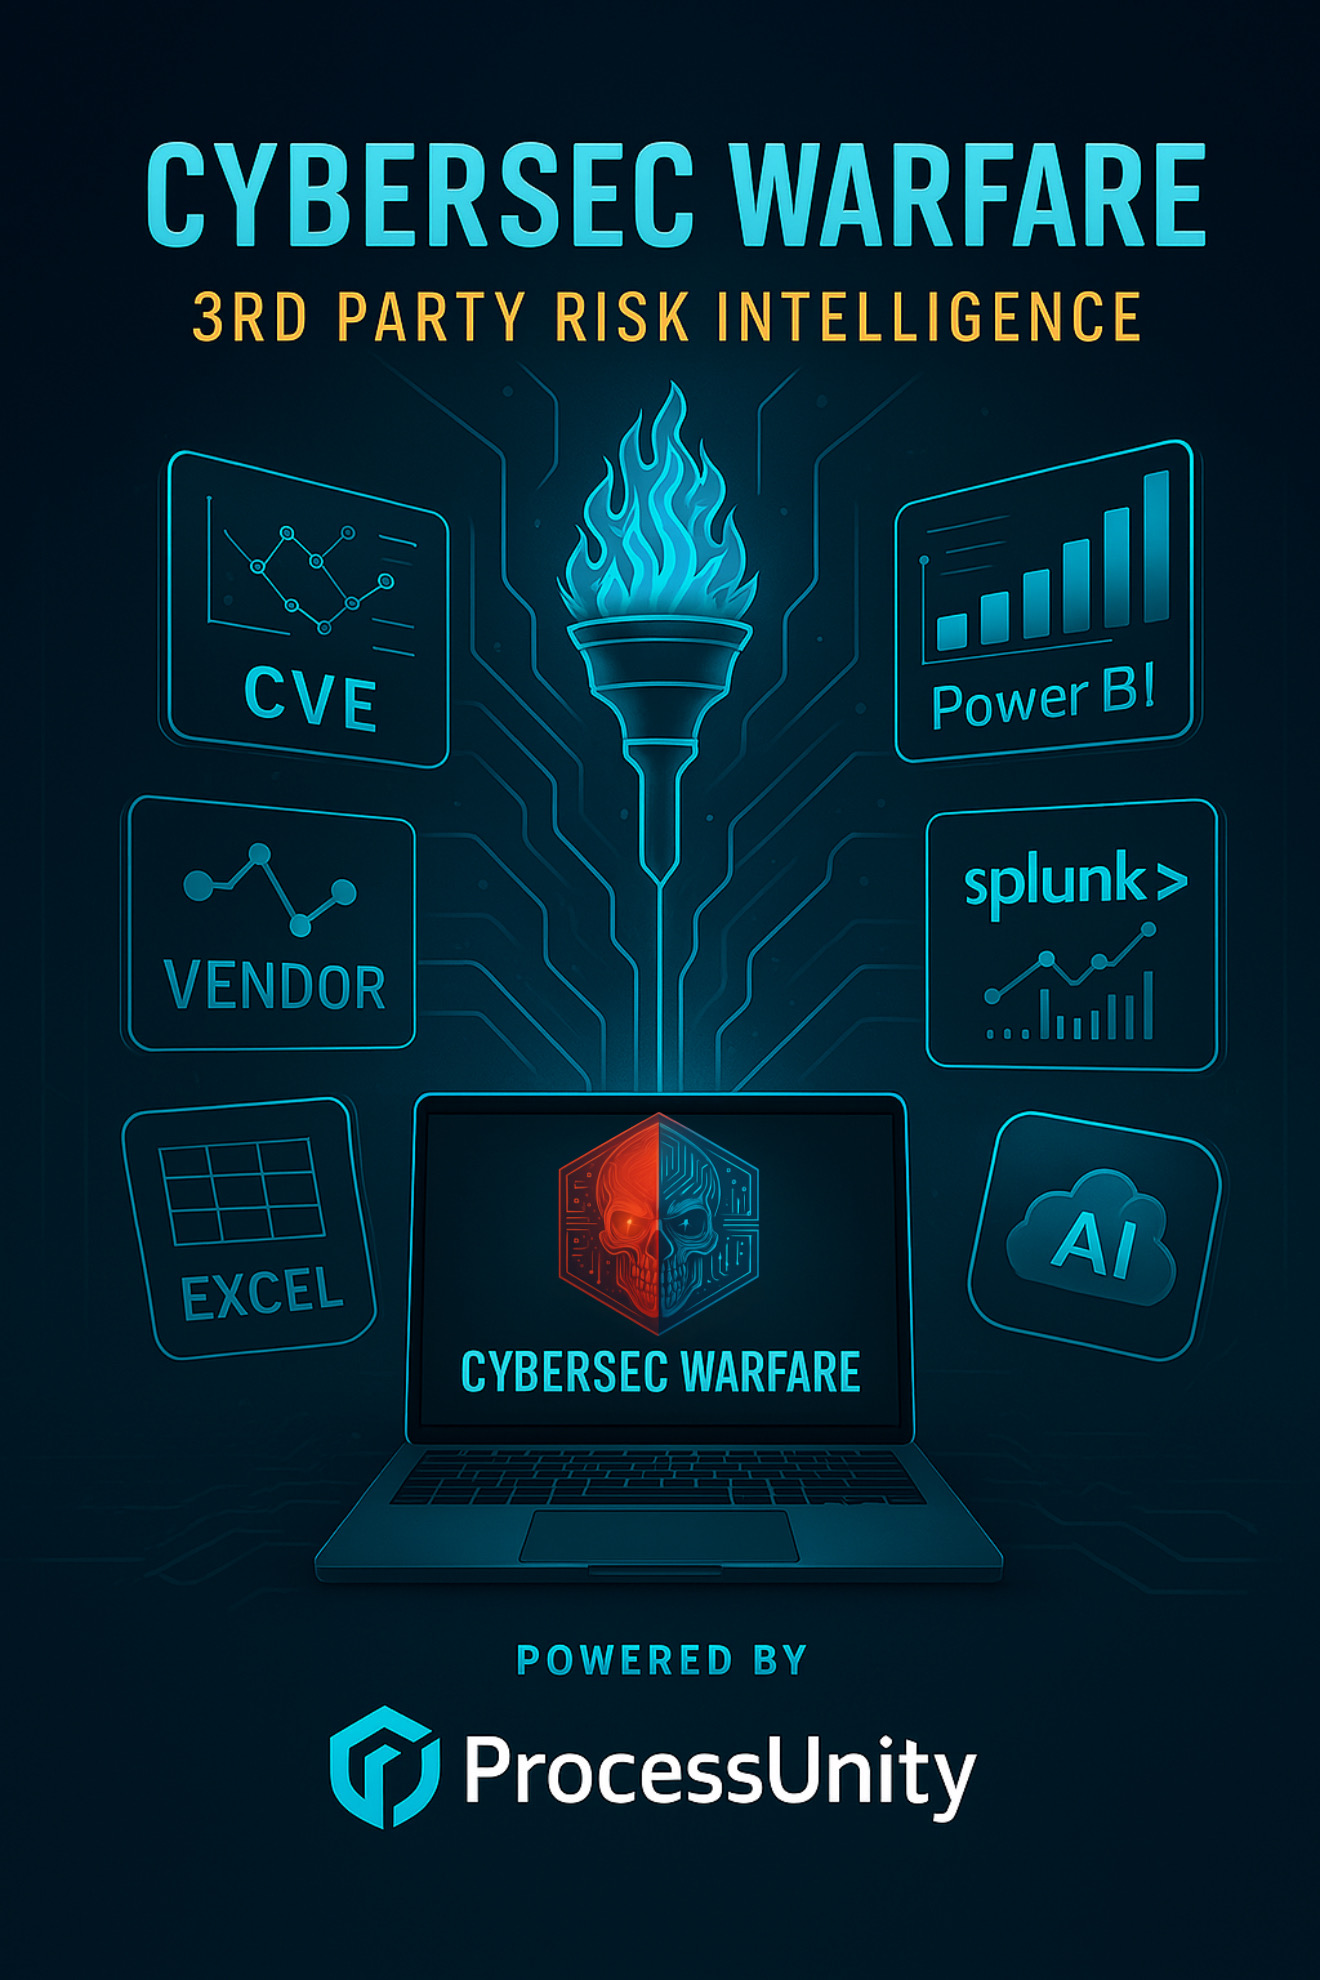 CYBERSEC WARFARE
3RD PARTY RISK INTELLIGENCE
CVE
Power B!
VENDOR
splunk>
EXCEL
AI
CYBERSEC WARFARE
POWERED BY
ProcessUnity